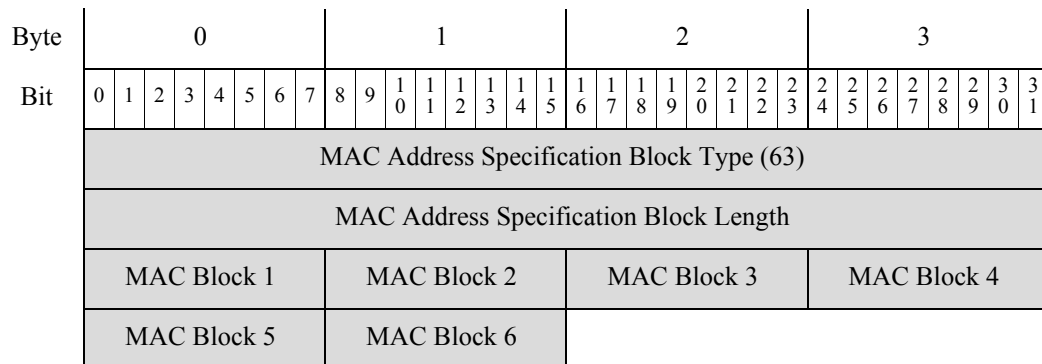 Byte 0 1 2 3
Bit 0 1 2 3 4 5 6 7 8 9 10 11 12 13 14 15 16 17 18 19 20 21 22 23 24 25 26 27 28 29 30 31
MAC Address Specification Block Type (63)
MAC Address Specification Block Length
MAC Block 1 MAC Block 2 MAC Block 3 MAC Block 4
MAC Block 5 MAC Block 6